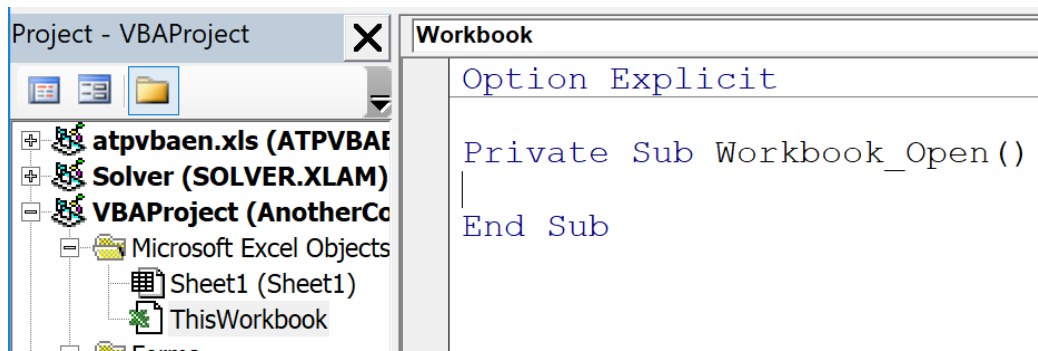 Project - VBAProject
atpvbaen.xls (ATPVBAE
Solver (SOLVER.XLAM)
VBAProject (AnotherCo
Microsoft Excel Objects
Sheet1 (Sheet1)
ThisWorkbook
Workbook
Option Explicit
Private Sub Workbook_Open()
End Sub